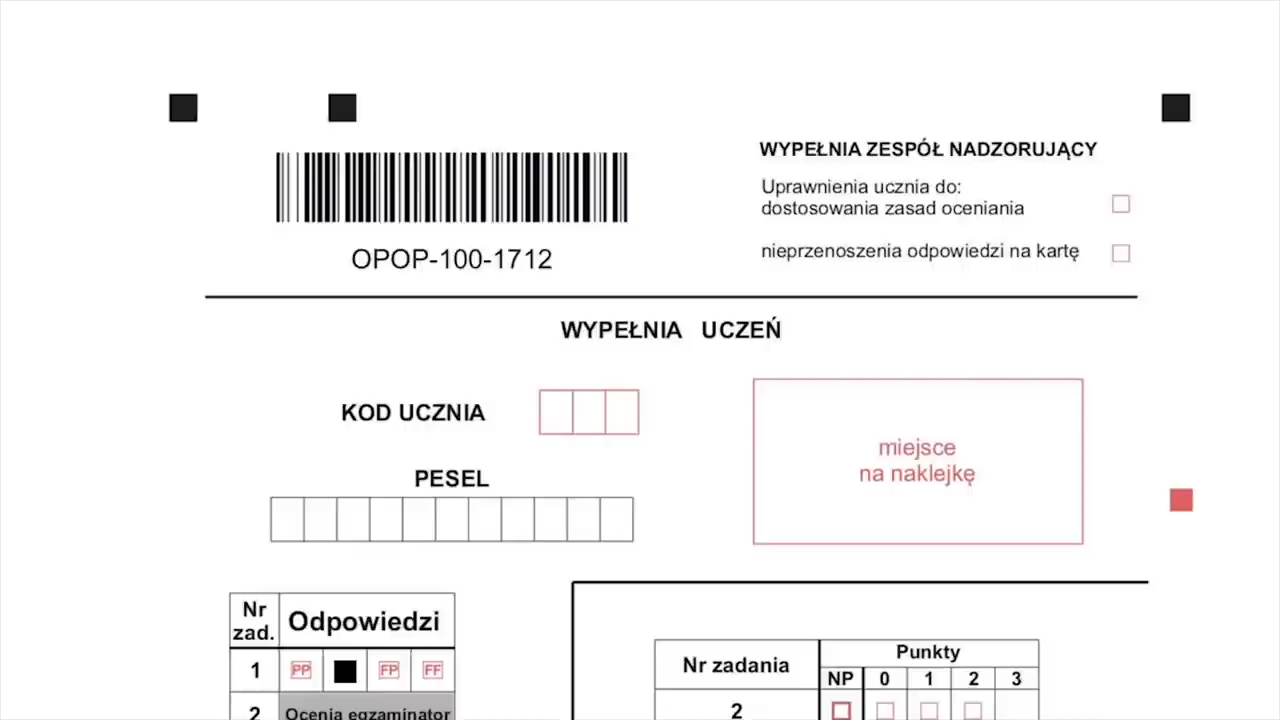 OPOP-100-1712
WYPEŁNIA ZESPÓŁ NADZORUJĄCY
Uprawnienia ucznia do:
dostosowania zasad oceniania
nieprzenoszenia odpowiedzi na kartę
WYPEŁNIA UCZEŃ
KOD UCZNIA
PESEL
miejsce
na naklejkę
Nr zad. Odpowiedzi
1 PP FP FF
2 Ocenia egzaminator
Nr zadania Punkty
NP 0 1 2 3
2